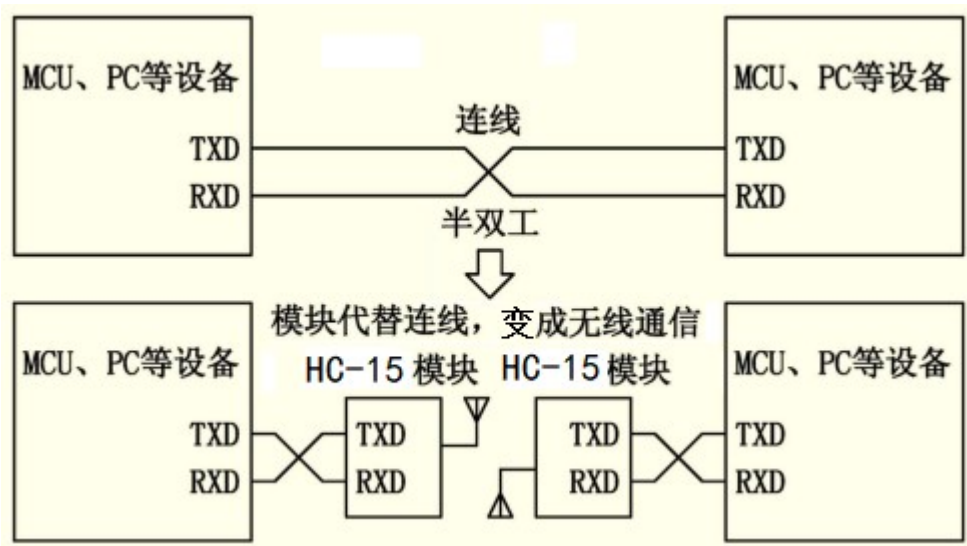 MCU、PC等设备
TXD
RXD
连线
半双工
MCU、PC等设备
TXD
RXD
模块代替连线，变成无线通信
MCU、PC等设备
TXD
RXD
HC-15 模块
TXD
RXD
HC-15 模块
TXD
RXD
MCU、PC等设备
TXD
RXD